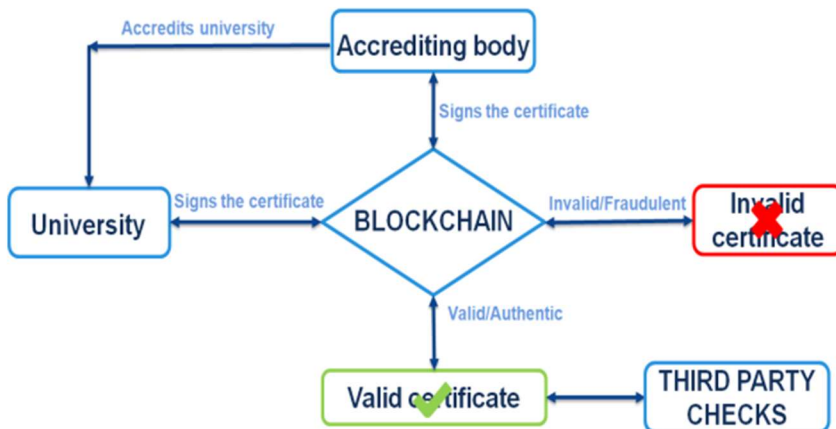 Accredits university
Accrediting body
Signs the certificate
University
Signs the certificate
BLOCKCHAIN
Invalid/Fraudulent
Invalid
certificate
Valid/Authentic
Valid certificate
THIRD PARTY
CHECKS